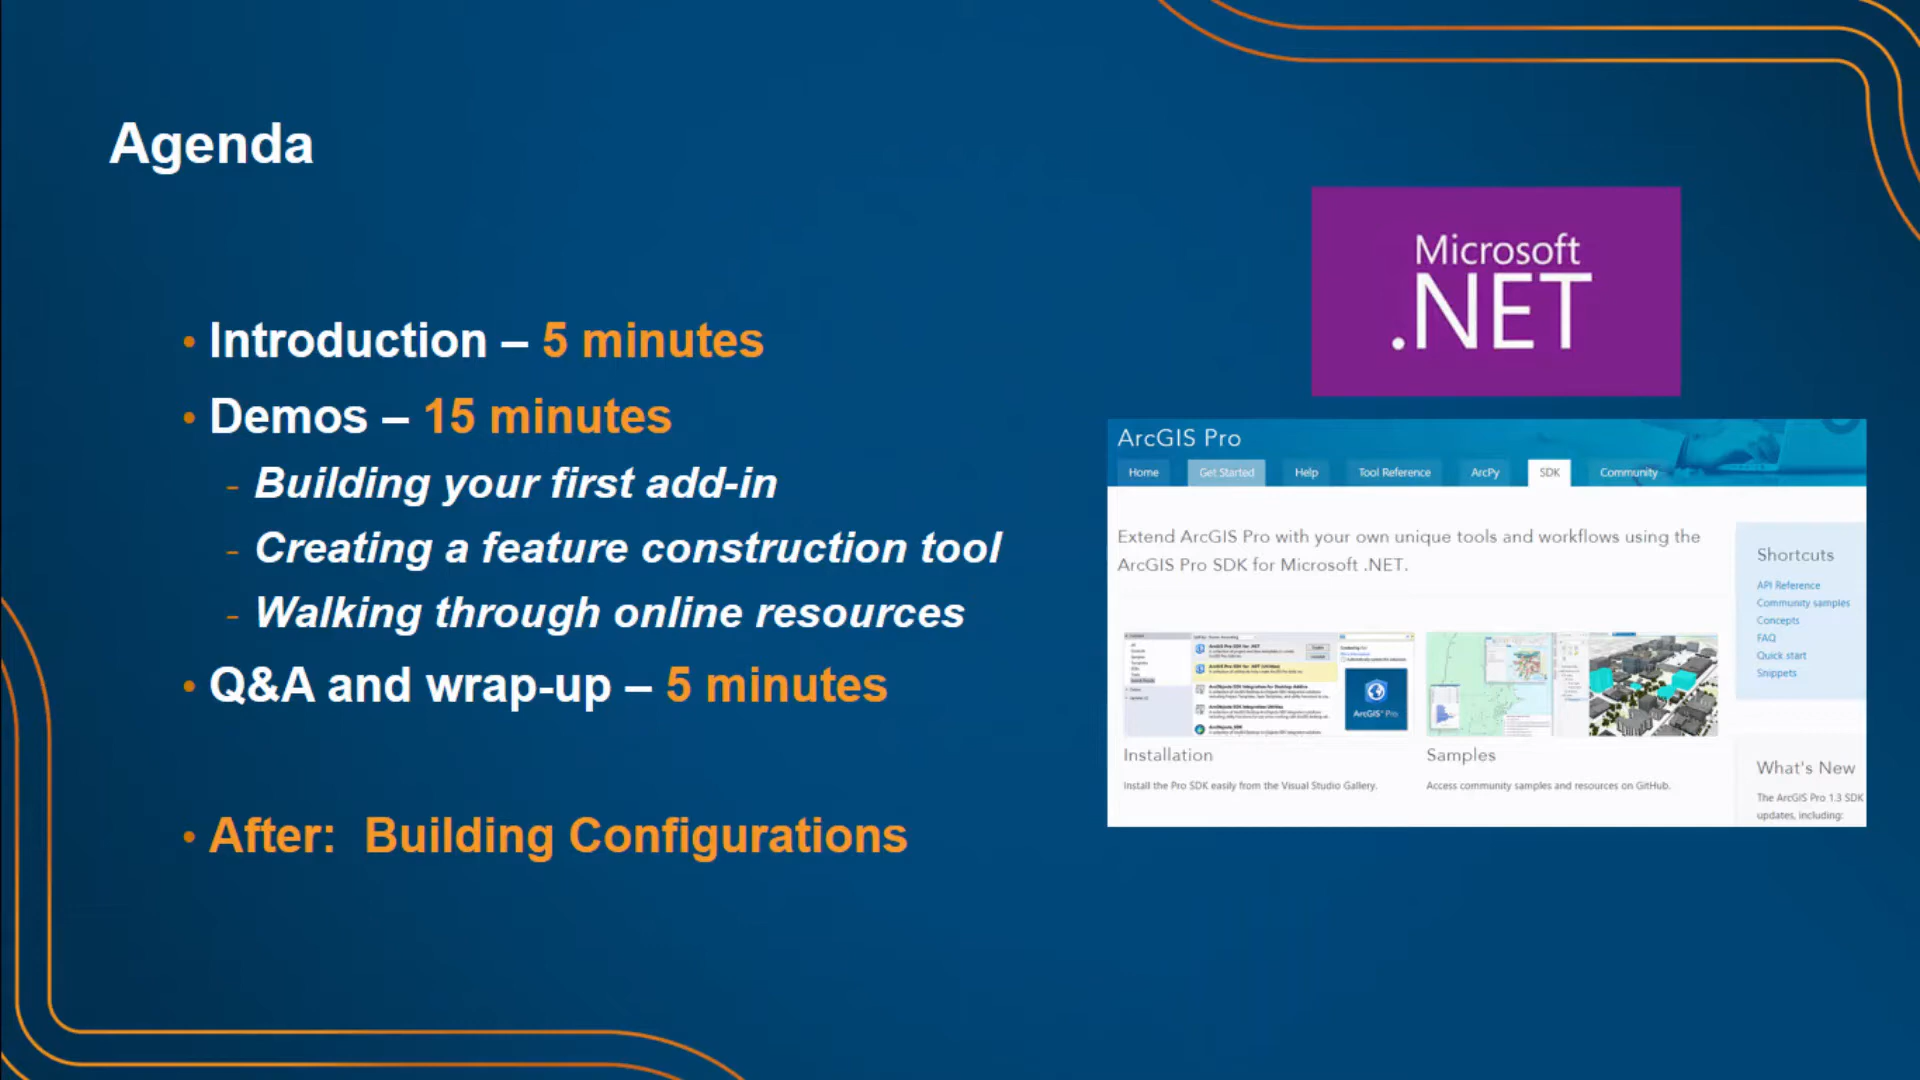 Agenda
• Introduction – 5 minutes
• Demos – 15 minutes
- Building your first add-in
- Creating a feature construction tool
- Walking through online resources
• Q&A and wrap-up – 5 minutes
• After: Building Configurations
Microsoft
.NET
ArcGIS Pro
Home Get Started Help Tool Reference ArcPy SDK Community
Extend ArcGIS Pro with your own unique tools and workflows using the
ArcGIS Pro SDK for Microsoft .NET.
Shortcuts
API Reference
Community samples
Concepts
FAQ
Quick start
Snippets
ArcGIS Pro
Installation
Install the Pro SDK easily from the Visual Studio Gallery.
Samples
Access community samples and resources on GitHub.
What's New
The ArcGIS Pro 1.3 SDK
updates, including: